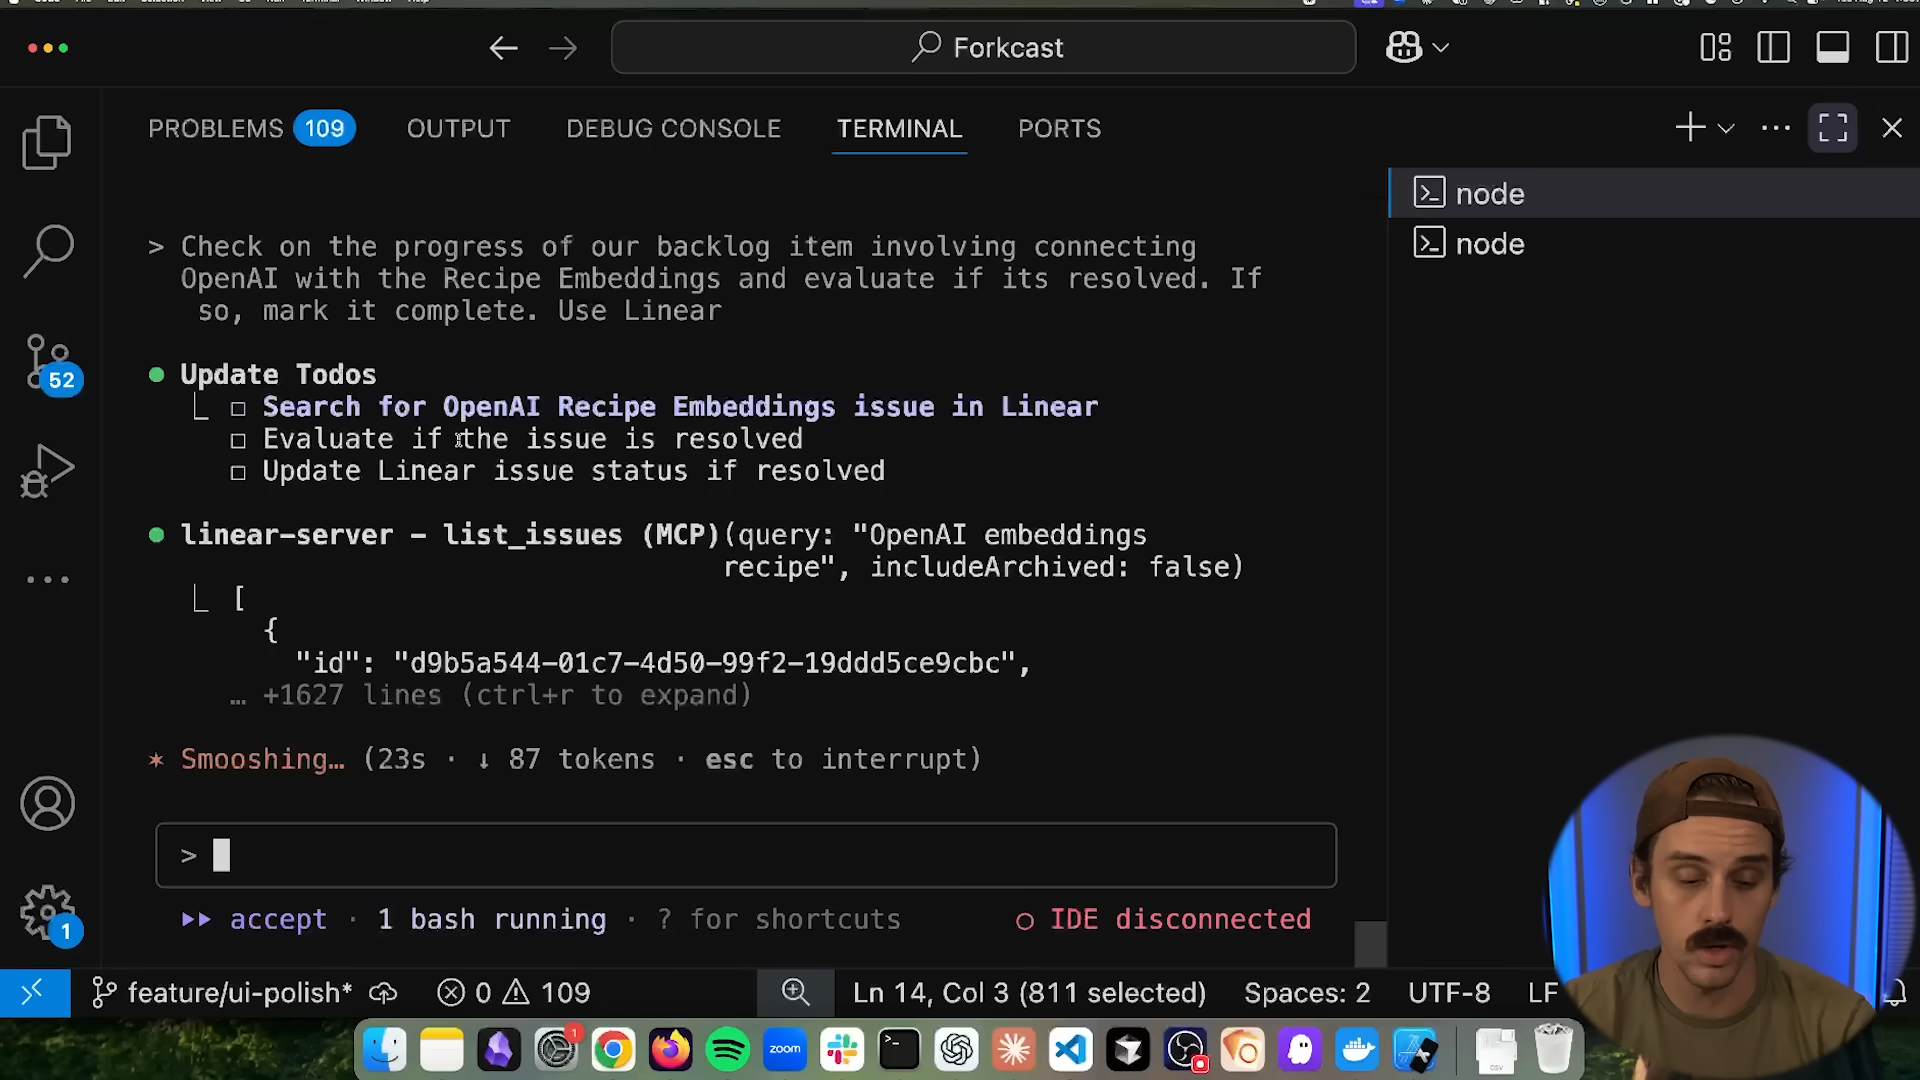 Forkcast
PROBLEMS 109 OUTPUT DEBUG CONSOLE TERMINAL PORTS
node
node
> Check on the progress of our backlog item involving connecting
OpenAI with the Recipe Embeddings and evaluate if its resolved. If
so, mark it complete. Use Linear
Update Todos
Search for OpenAI Recipe Embeddings issue in Linear
Evaluate if the issue is resolved
Update Linear issue status if resolved
linear-server - list_issues (MCP)(query: "OpenAI embeddings
recipe", includeArchived: false)
[
{
"id": "d9b5a544-01c7-4d50-99f2-19ddd5ce9cbc",
… +1627 lines (ctrl+r to expand)
* Smooshing… (23s · ↓ 87 tokens · esc to interrupt)
>
accept · 1 bash running · ? for shortcuts IDE disconnected
52
1
feature/ui-polish* 0 109 Ln 14, Col 3 (811 selected) Spaces: 2 UTF-8 LF
1
zoom
CSV